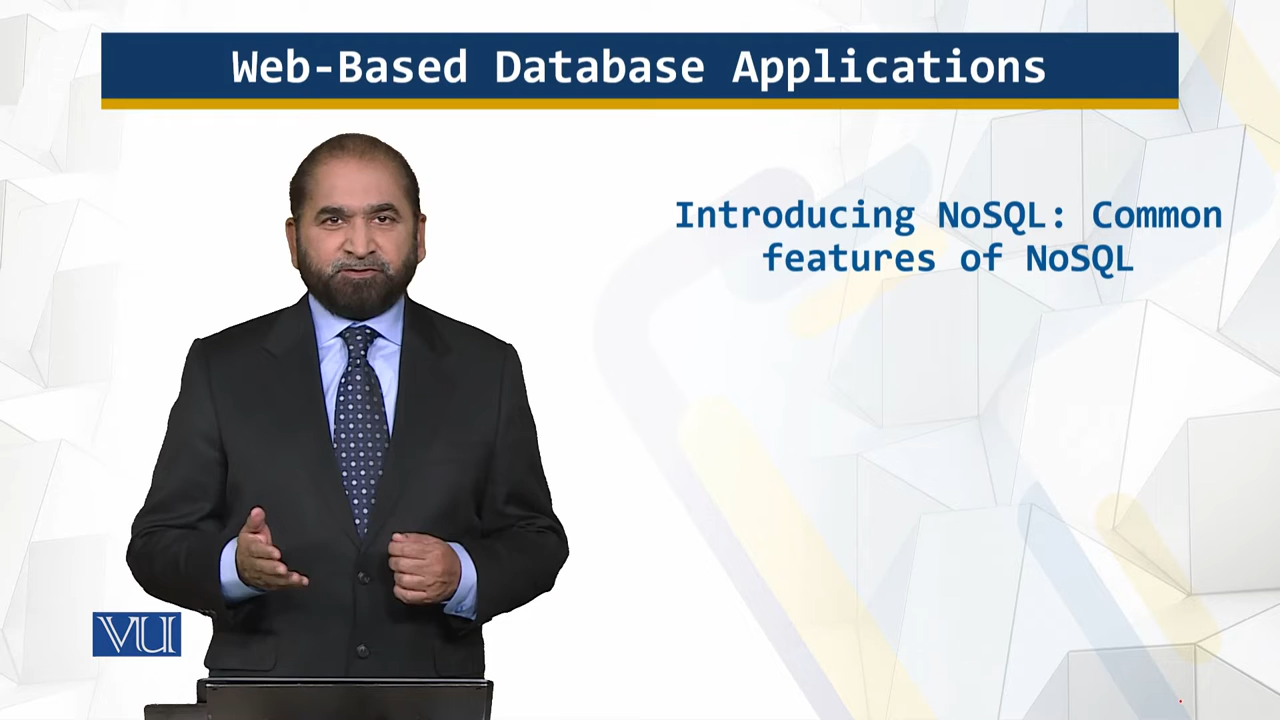 Web-Based Database Applications
Introducing NoSQL: Common
features of NoSQL
VU